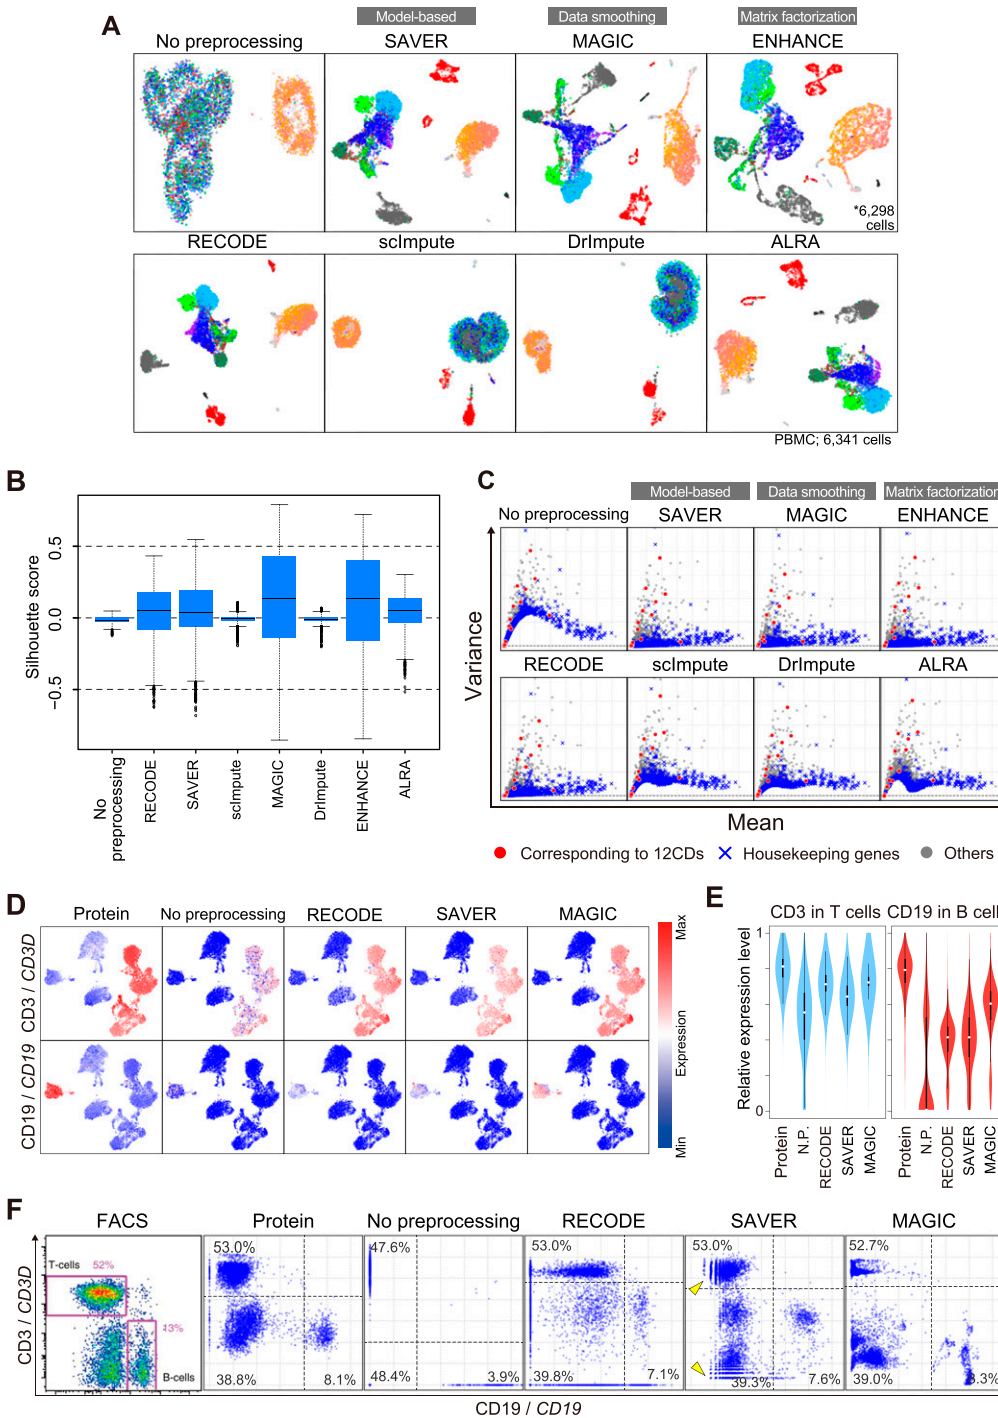 A
Model-based
Data smoothing
Matrix factorization
No preprocessing
SAVER
MAGIC
ENHANCE
*6,298
cells
RECODE
scImpute
DrImpute
ALRA
PBMC; 6,341 cells
B
Silhouette score
0.5
0.0
−0.5
No
preprocessing
RECODE
SAVER
scImpute
MAGIC
DrImpute
ENHANCE
ALRA
C
Model-based
Data smoothing
Matrix factorization
No preprocessing
SAVER
MAGIC
ENHANCE
RECODE
scImpute
DrImpute
ALRA
Variance
Mean
Corresponding to 12CDs
Housekeeping genes
Others
D
Protein
No preprocessing
RECODE
SAVER
MAGIC
CD3 / CD3D
CD19 / CD19
Max
Expression
Min
E
CD3 in T cells
CD19 in B cell
Relative expression level
1
0
Protein
N.P.
RECODE
SAVER
MAGIC
Protein
N.P.
RECODE
SAVER
MAGIC
F
FACS
Protein
No preprocessing
RECODE
SAVER
MAGIC
CD3 / CD3D
T-cells
52%
13%
B-cells
53.0%
38.8%
8.1%
47.6%
48.4%
3.9%
53.0%
39.8%
7.1%
53.0%
39.3%
7.6%
52.7%
39.0%
8.3%
CD19 / CD19